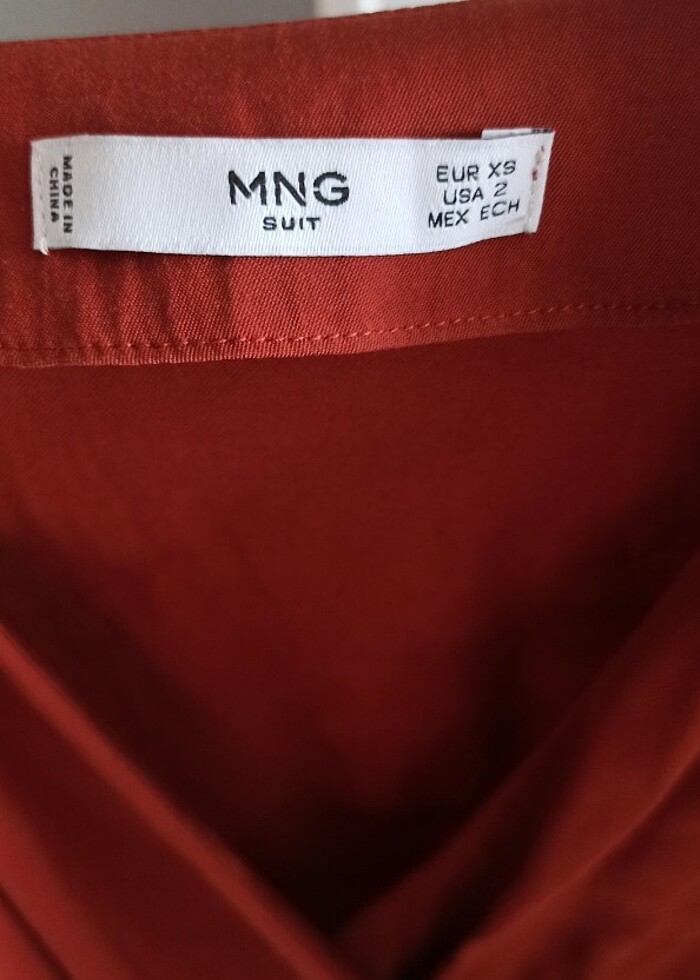 MADE IN
CHINA
MNG
SUIT
EUR XS
USA 2
MEX ECH